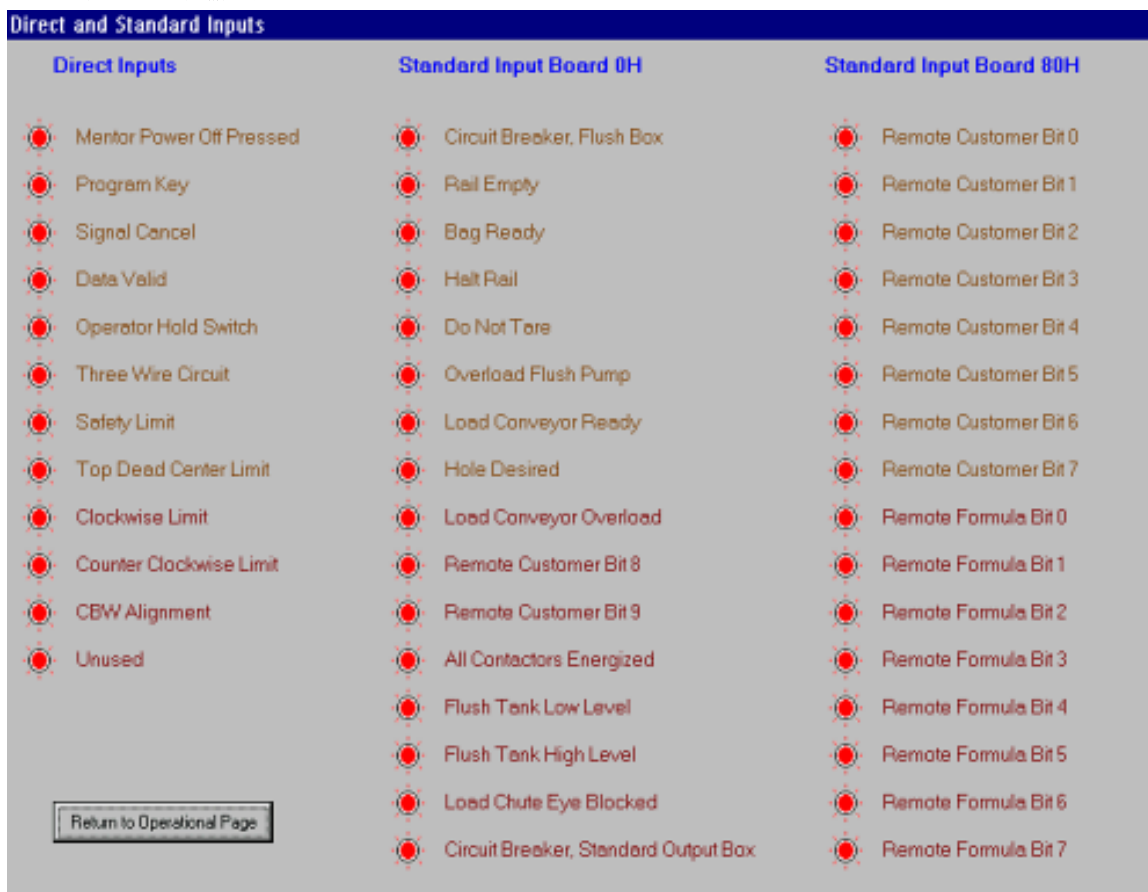 Direct and Standard Inputs
Direct Inputs
Mentor Power Off Pressed
Program Key
Signal Cancel
Data Valid
Operator Hold Switch
Three Wire Circuit
Safety Limit
Top Dead Center Limit
Clockwise Limit
Counter Clockwise Limit
CBW Alignment
Unused
Return to Operational Page
Standard Input Board 0H
Circuit Breaker, Flush Box
Rail Empty
Bag Ready
Halt Rail
Do Not Tare
Overload Flush Pump
Load Conveyor Ready
Hole Desired
Load Conveyor Overload
Remote Customer Bit 8
Remote Customer Bit 9
All Contactors Energized
Flush Tank Low Level
Flush Tank High Level
Load Chute Eye Blocked
Circuit Breaker, Standard Output Box
Standard Input Board 80H
Remote Customer Bit 0
Remote Customer Bit 1
Remote Customer Bit 2
Remote Customer Bit 3
Remote Customer Bit 4
Remote Customer Bit 5
Remote Customer Bit 6
Remote Customer Bit 7
Remote Formula Bit 0
Remote Formula Bit 1
Remote Formula Bit 2
Remote Formula Bit 3
Remote Formula Bit 4
Remote Formula Bit 5
Remote Formula Bit 6
Remote Formula Bit 7